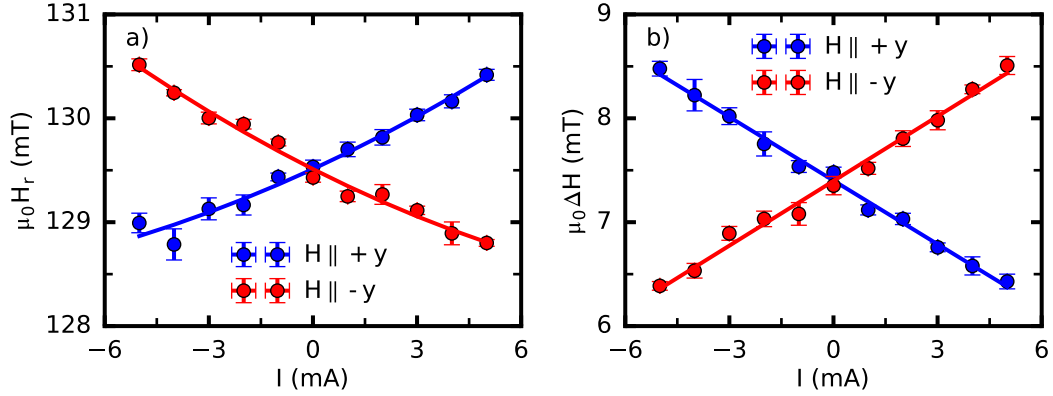 a)
μ₀Hᵣ (mT)
131
130
129
128
−6
−3
0
3
6
I (mA)
H ∥ + y
H ∥ - y
b)
μ₀ΔH (mT)
9
8
7
6
−6
−3
0
3
6
I (mA)
H ∥ + y
H ∥ - y